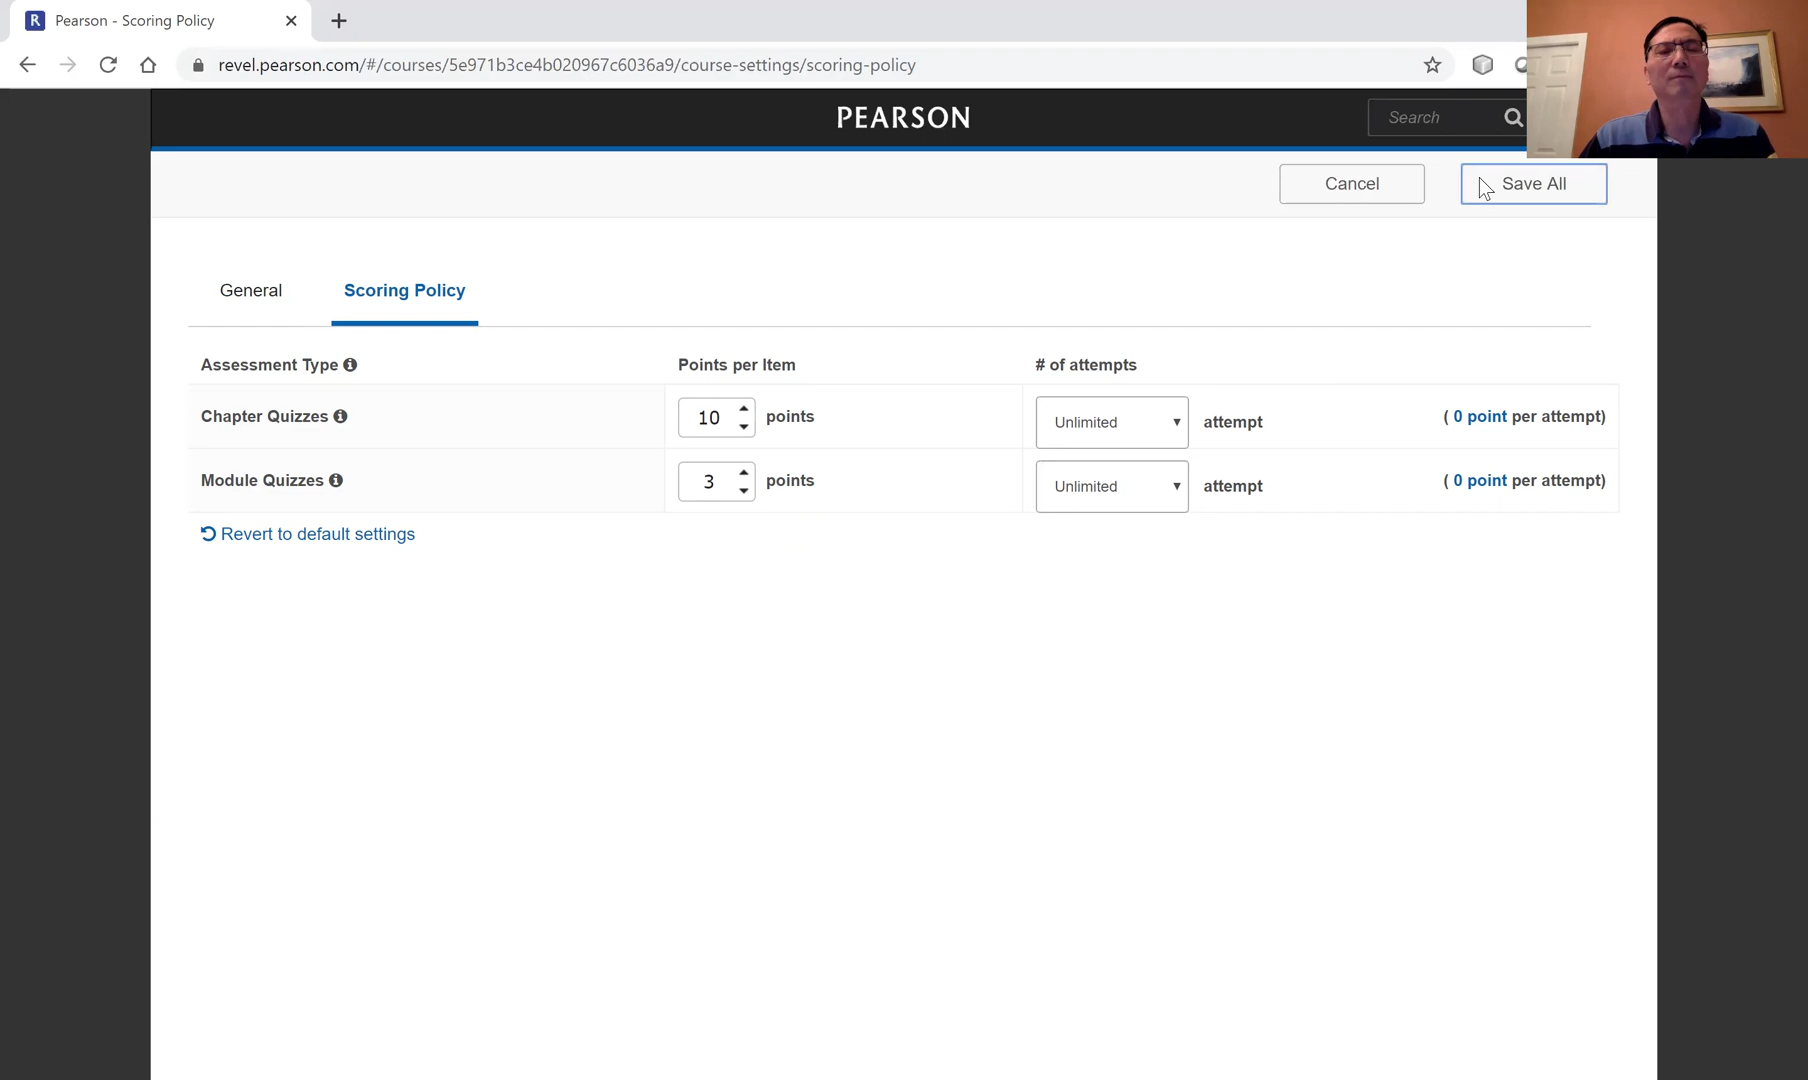 R Pearson - Scoring Policy
revel.pearson.com/#/courses/5e971b3ce4b020967c6036a9/course-settings/scoring-policy
PEARSON
Search
Cancel
Save All
General
Scoring Policy
Assessment Type
Points per Item
# of attempts
Chapter Quizzes
10 points
Unlimited attempt
( 0 point per attempt)
Module Quizzes
3 points
Unlimited attempt
( 0 point per attempt)
Revert to default settings